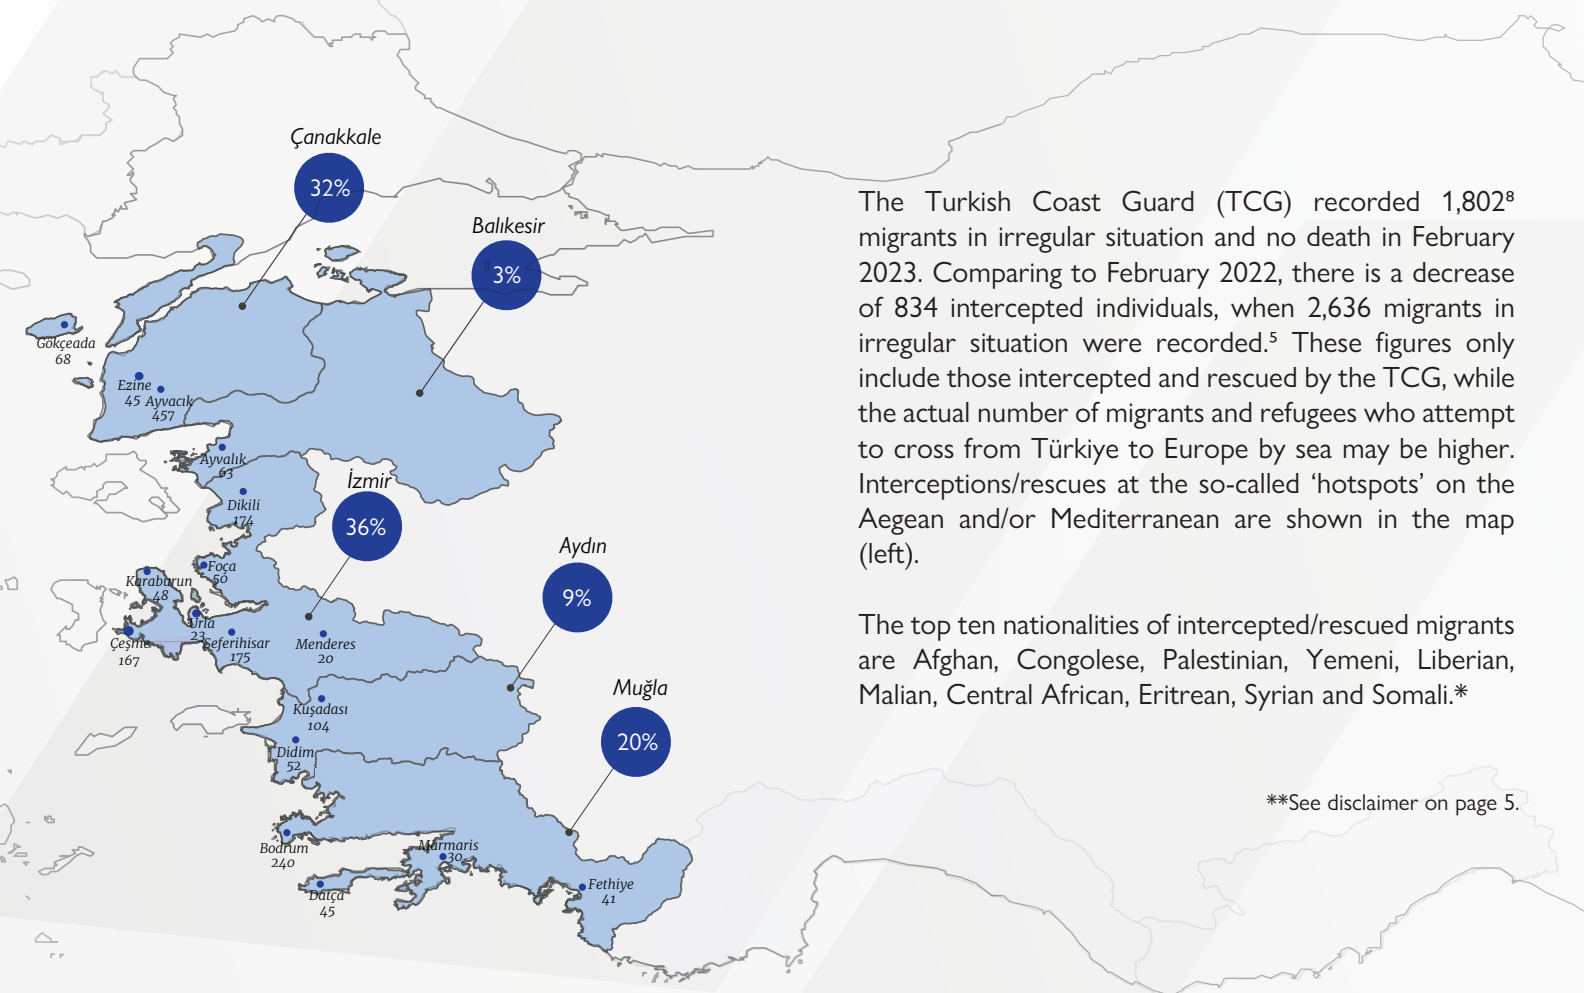 Çanakkale
32%
Balıkesir
3%
Gökçeada
68
Ezine
45
Ayvacık
457
Ayvalık
63
İzmir
36%
Dikili
174
Aydın
9%
Foça
50
Karaburun
48
Urla
23
Çeşme
167
Seferihisar
175
Menderes
20
Muğla
20%
Kuşadası
104
Didim
52
Bodrum
240
Marmaris
30
Datça
45
Fethiye
41
The Turkish Coast Guard (TCG) recorded 1,802⁸
migrants in irregular situation and no death in February
2023. Comparing to February 2022, there is a decrease
of 834 intercepted individuals, when 2,636 migrants in
irregular situation were recorded.⁵ These figures only
include those intercepted and rescued by the TCG, while
the actual number of migrants and refugees who attempt
to cross from Türkiye to Europe by sea may be higher.
Interceptions/rescues at the so-called ‘hotspots’ on the
Aegean and/or Mediterranean are shown in the map
(left).
The top ten nationalities of intercepted/rescued migrants
are Afghan, Congolese, Palestinian, Yemeni, Liberian,
Malian, Central African, Eritrean, Syrian and Somali.*
**See disclaimer on page 5.